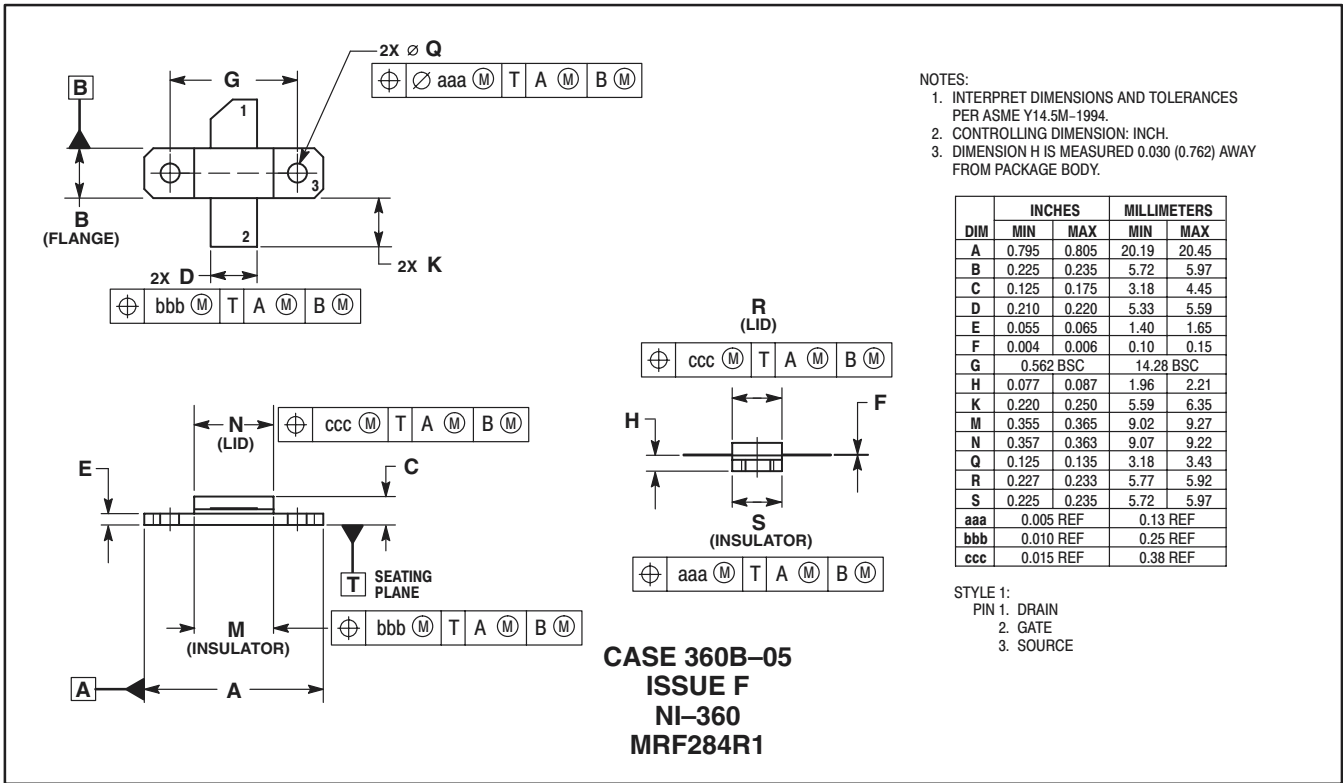 2X ⌀ Q
⌖ ⌀ aaa Ⓜ T A Ⓜ B Ⓜ
G
B
1
3
B
(FLANGE)
2
2X K
2X D
⌖ bbb Ⓜ T A Ⓜ B Ⓜ
N
(LID)
⌖ ccc Ⓜ T A Ⓜ B Ⓜ
E
C
T SEATING
PLANE
M
(INSULATOR)
⌖ bbb Ⓜ T A Ⓜ B Ⓜ
A
A
R
(LID)
⌖ ccc Ⓜ T A Ⓜ B Ⓜ
H
F
S
(INSULATOR)
⌖ aaa Ⓜ T A Ⓜ B Ⓜ
CASE 360B–05
ISSUE F
NI–360
MRF284R1
NOTES:
1. INTERPRET DIMENSIONS AND TOLERANCES
PER ASME Y14.5M–1994.
2. CONTROLLING DIMENSION: INCH.
3. DIMENSION H IS MEASURED 0.030 (0.762) AWAY
FROM PACKAGE BODY.
INCHES MILLIMETERS
DIM MIN MAX MIN MAX
A 0.795 0.805 20.19 20.45
B 0.225 0.235 5.72 5.97
C 0.125 0.175 3.18 4.45
D 0.210 0.220 5.33 5.59
E 0.055 0.065 1.40 1.65
F 0.004 0.006 0.10 0.15
G 0.562 BSC 14.28 BSC
H 0.077 0.087 1.96 2.21
K 0.220 0.250 5.59 6.35
M 0.355 0.365 9.02 9.27
N 0.357 0.363 9.07 9.22
Q 0.125 0.135 3.18 3.43
R 0.227 0.233 5.77 5.92
S 0.225 0.235 5.72 5.97
aaa 0.005 REF 0.13 REF
bbb 0.010 REF 0.25 REF
ccc 0.015 REF 0.38 REF
STYLE 1:
PIN 1. DRAIN
2. GATE
3. SOURCE